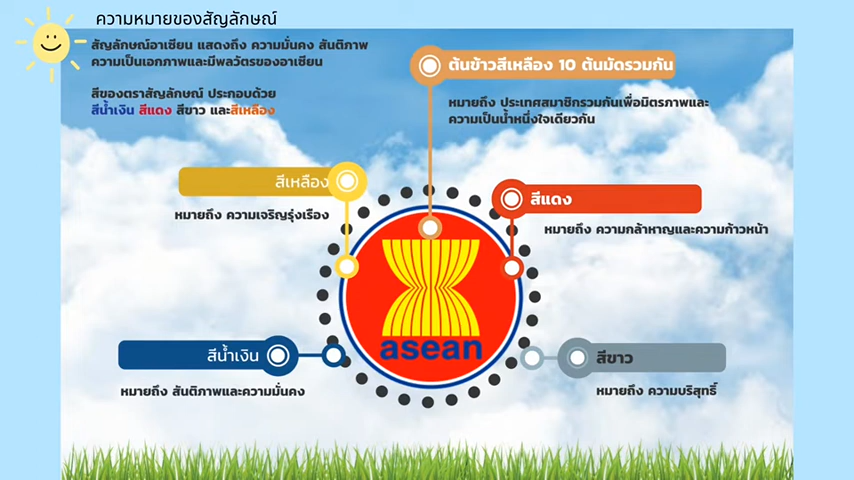 ความหมายของสัญลักษณ์
สัญลักษณ์อาเซียน แสดงถึง ความมั่นคง สันติภาพ
ความเป็นเอกภาพและมีพลวัตรของอาเซียน
สีของตราสัญลักษณ์ ประกอบด้วย
สีน้ำเงิน สีแดง สีขาว และสีเหลือง
ต้นข้าวสีเหลือง 10 ต้นมัดรวมกัน
หมายถึง ประเทศสมาชิกรวมกันเพื่อมิตรภาพและ
ความเป็นน้ำหนึ่งใจเดียวกัน
สีเหลือง
หมายถึง ความเจริญรุ่งเรือง
สีแดง
หมายถึง ความกล้าหาญและความก้าวหน้า
asean
สีน้ำเงิน
หมายถึง สันติภาพและความมั่นคง
สีขาว
หมายถึง ความบริสุทธิ์